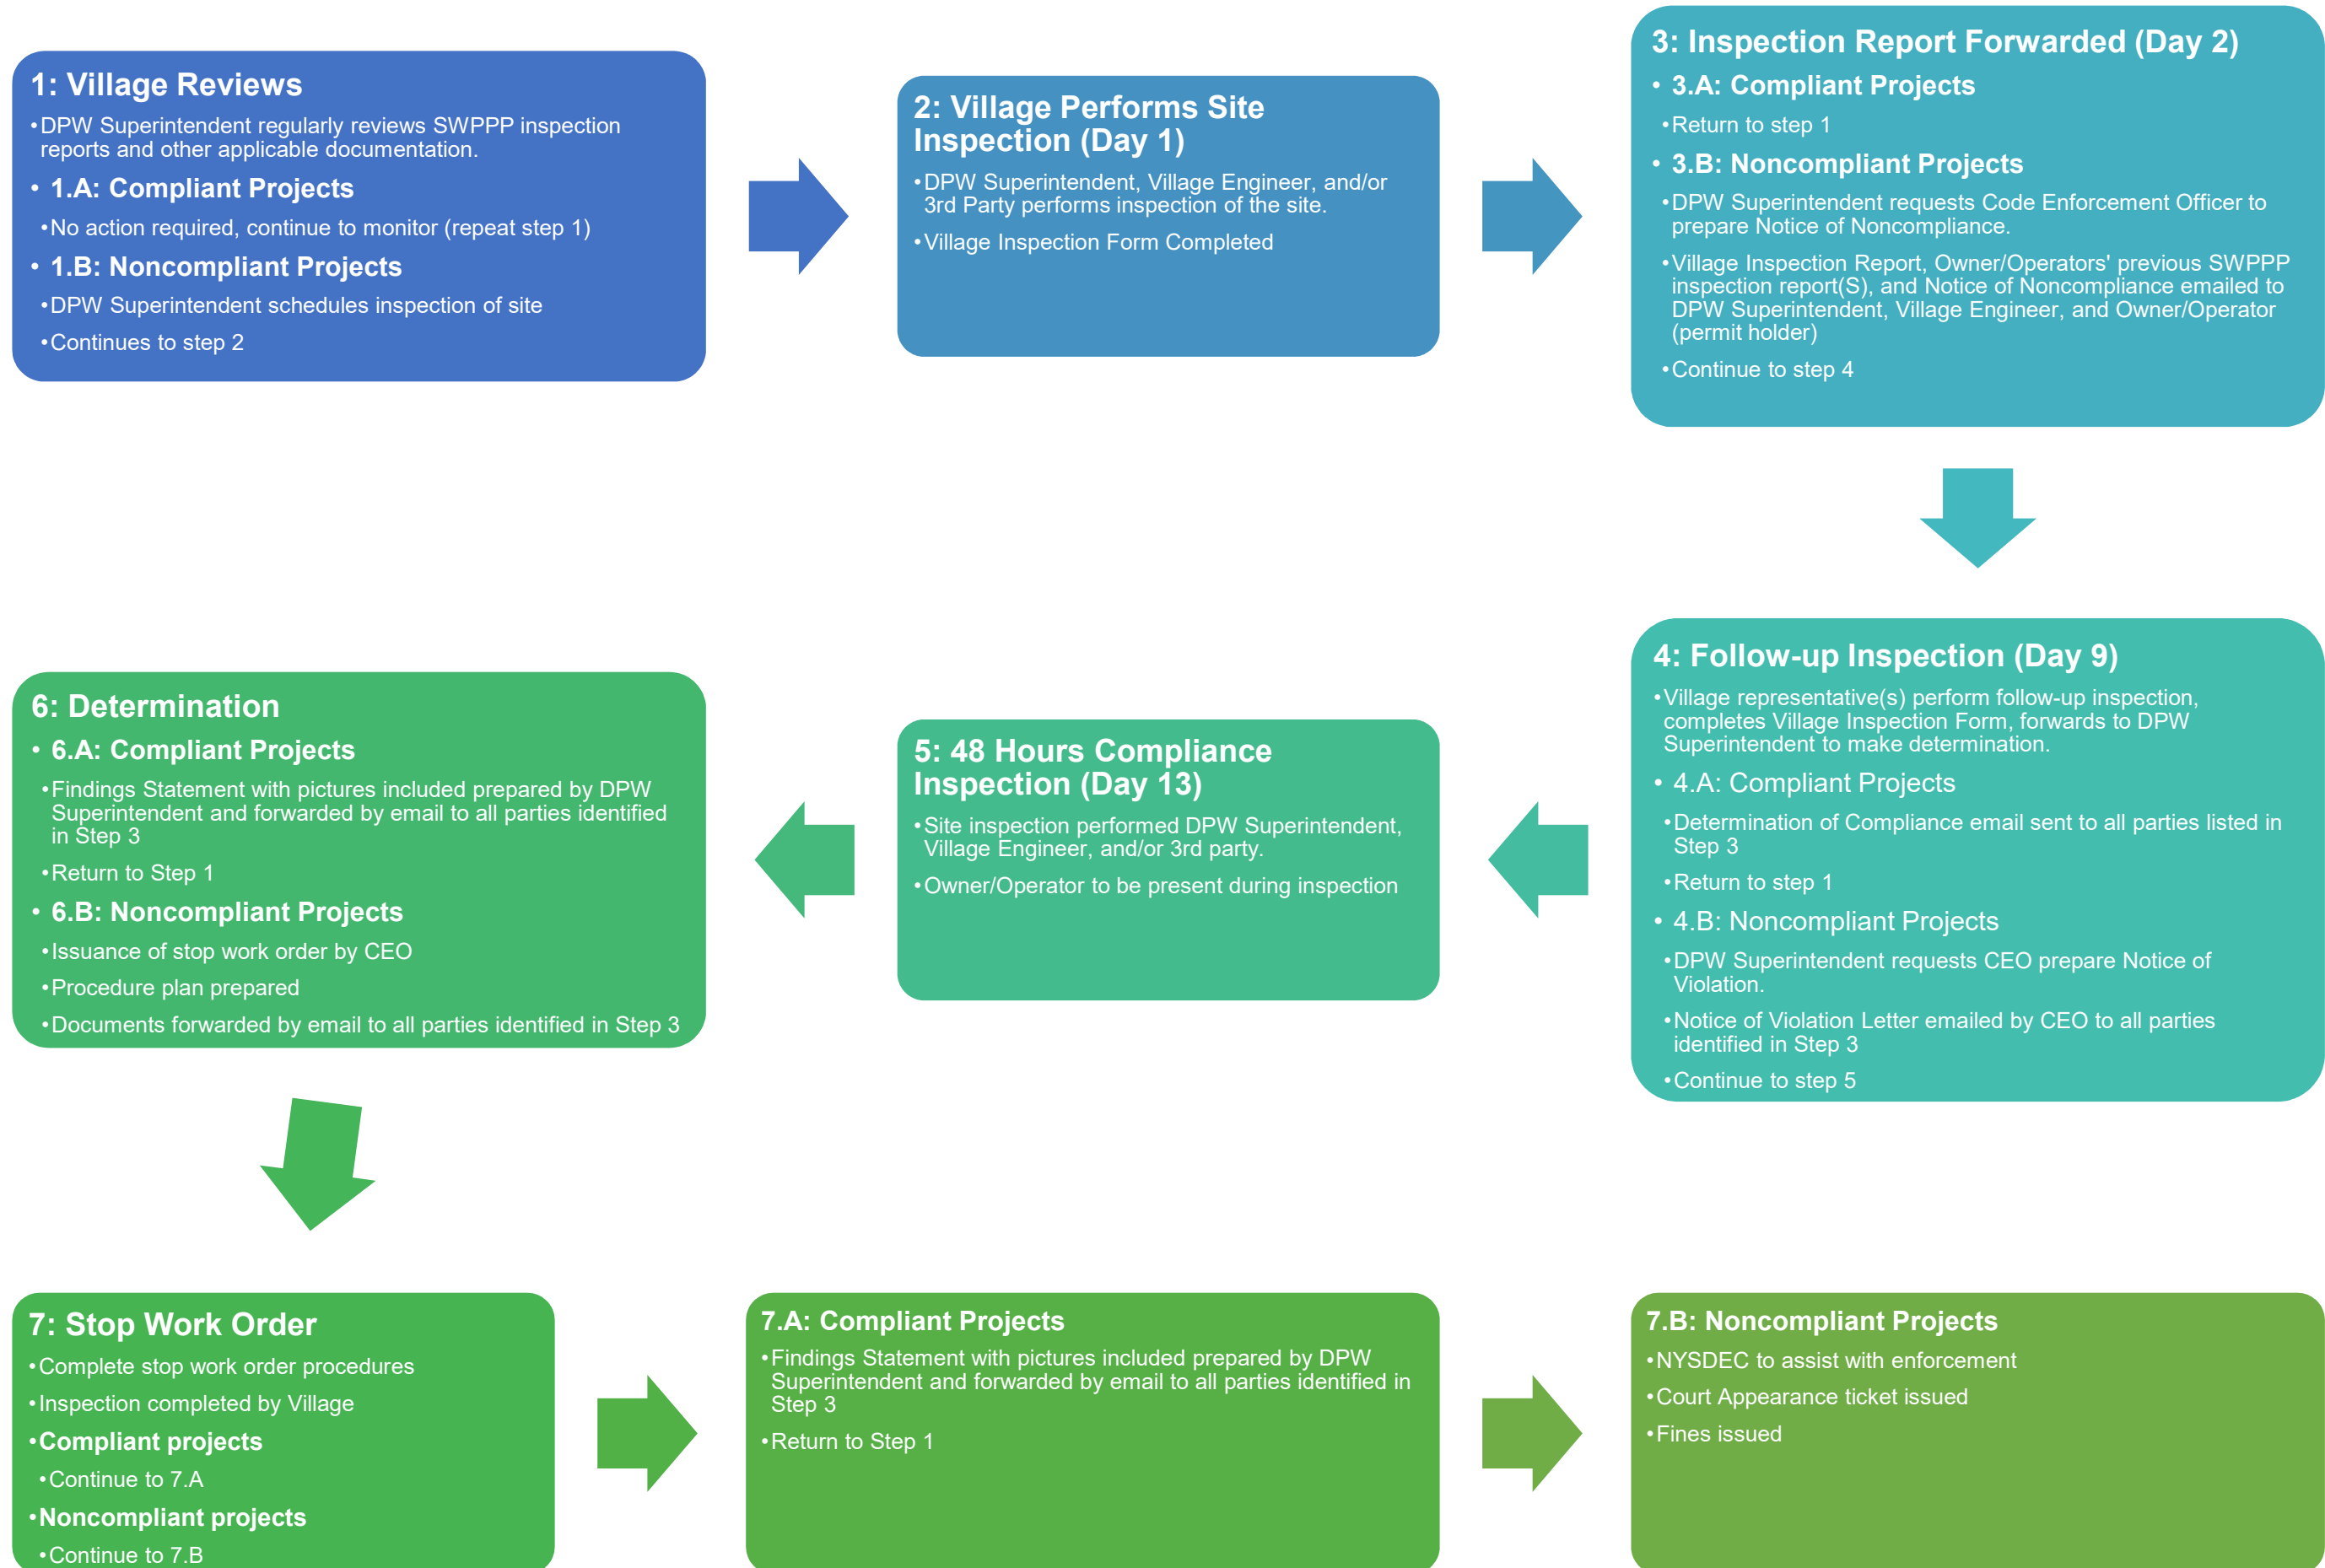 1: Village Reviews
•DPW Superintendent regularly reviews SWPPP inspection
reports and other applicable documentation.
• 1.A: Compliant Projects
•No action required, continue to monitor (repeat step 1)
• 1.B: Noncompliant Projects
•DPW Superintendent schedules inspection of site
•Continues to step 2
2: Village Performs Site
Inspection (Day 1)
•DPW Superintendent, Village Engineer, and/or
3rd Party performs inspection of the site.
•Village Inspection Form Completed
3: Inspection Report Forwarded (Day 2)
• 3.A: Compliant Projects
•Return to step 1
• 3.B: Noncompliant Projects
•DPW Superintendent requests Code Enforcement Officer to
prepare Notice of Noncompliance.
•Village Inspection Report, Owner/Operators' previous SWPPP
inspection report(S), and Notice of Noncompliance emailed to
DPW Superintendent, Village Engineer, and Owner/Operator
(permit holder)
•Continue to step 4
4: Follow-up Inspection (Day 9)
•Village representative(s) perform follow-up inspection,
completes Village Inspection Form, forwards to DPW
Superintendent to make determination.
• 4.A: Compliant Projects
•Determination of Compliance email sent to all parties listed in
Step 3
•Return to step 1
• 4.B: Noncompliant Projects
•DPW Superintendent requests CEO prepare Notice of
Violation.
•Notice of Violation Letter emailed by CEO to all parties
identified in Step 3
•Continue to step 5
5: 48 Hours Compliance
Inspection (Day 13)
•Site inspection performed DPW Superintendent,
Village Engineer, and/or 3rd party.
•Owner/Operator to be present during inspection
6: Determination
• 6.A: Compliant Projects
•Findings Statement with pictures included prepared by DPW
Superintendent and forwarded by email to all parties identified
in Step 3
•Return to Step 1
• 6.B: Noncompliant Projects
•Issuance of stop work order by CEO
•Procedure plan prepared
•Documents forwarded by email to all parties identified in Step 3
7: Stop Work Order
•Complete stop work order procedures
•Inspection completed by Village
•Compliant projects
•Continue to 7.A
•Noncompliant projects
•Continue to 7.B
7.A: Compliant Projects
•Findings Statement with pictures included prepared by DPW
Superintendent and forwarded by email to all parties identified in
Step 3
•Return to Step 1
7.B: Noncompliant Projects
•NYSDEC to assist with enforcement
•Court Appearance ticket issued
•Fines issued